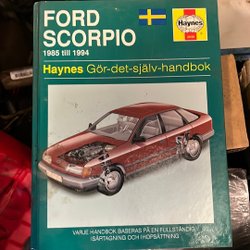 FORD
SCORPIO
1985 till 1994
Haynes
Haynes Gör-det-själv-handbok
VARJE HANDBOK BASERAS PÅ EN FULLSTÄNDIG
ISÄRTAGNING OCH IHOPSÄTTNING